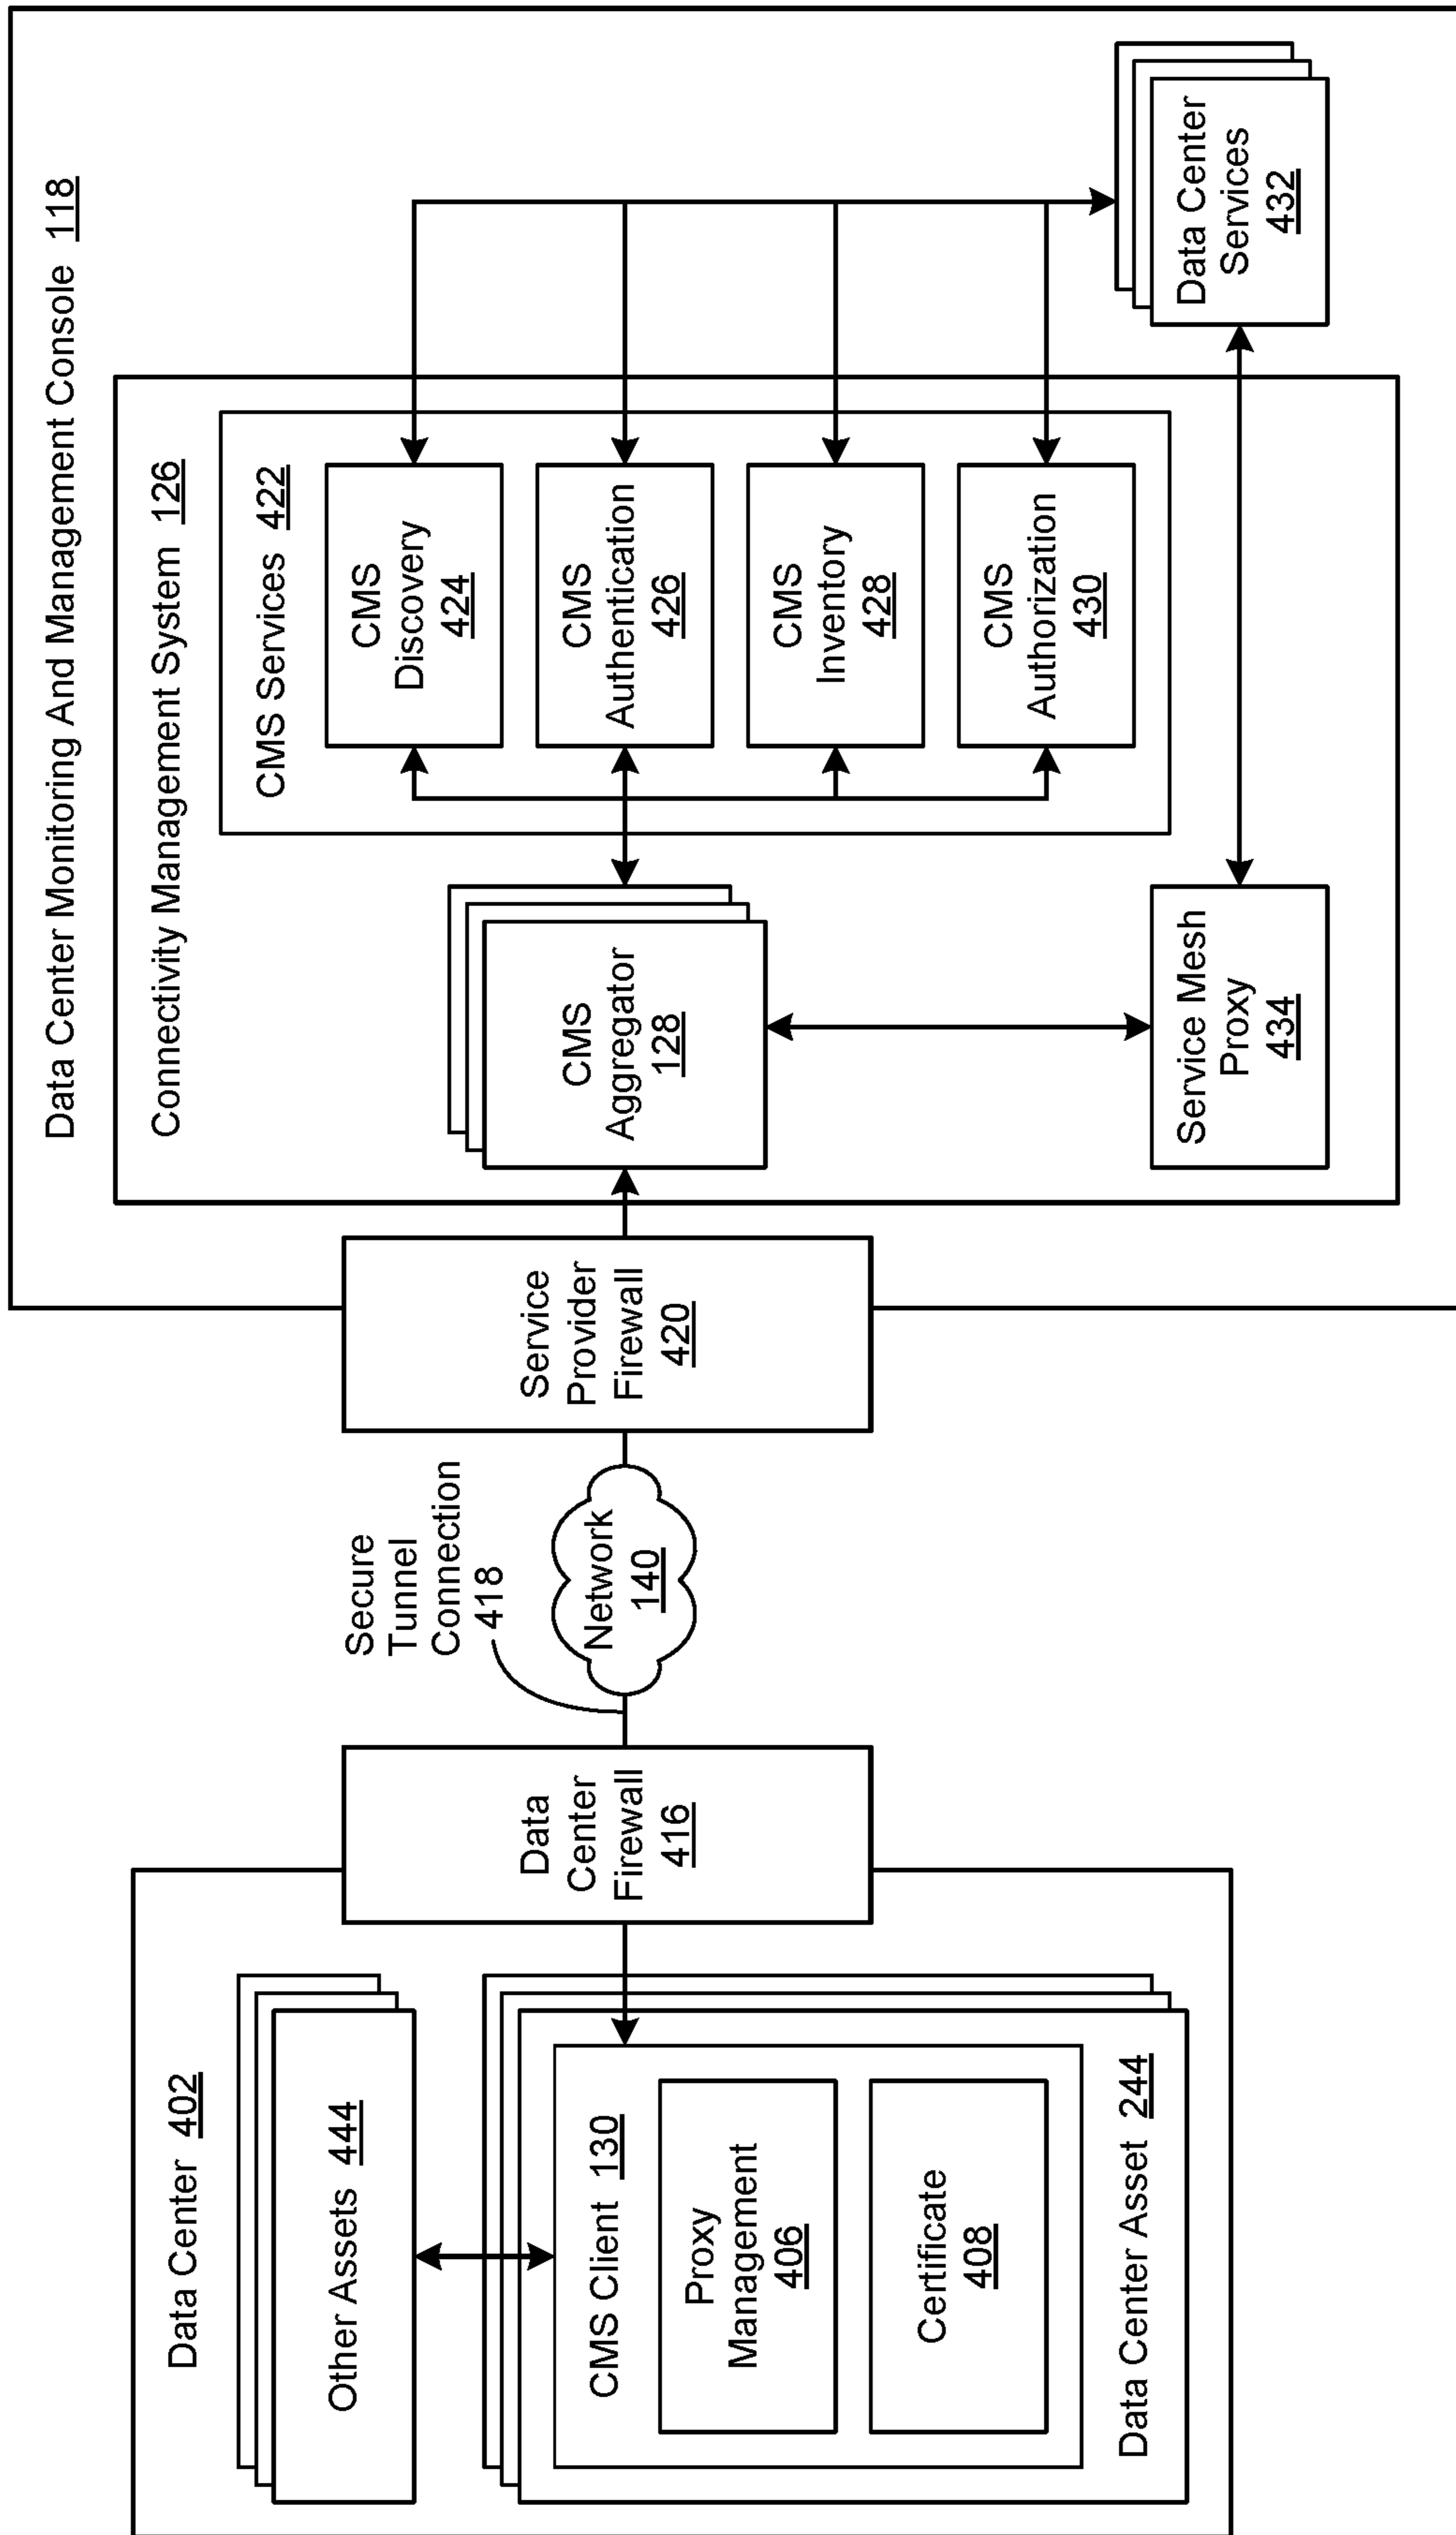 Data Center 402
Other Assets 444
CMS Client 130
Proxy
Management
406
Certificate
408
Data Center Asset 244
Data
Center
Firewall
416
Secure
Tunnel
Connection
418
Network
140
Service
Provider
Firewall
420
Data Center Monitoring And Management Console 118
Connectivity Management System 126
CMS
Aggregator
128
CMS Services 422
CMS
Discovery
424
CMS
Authentication
426
CMS
Inventory
428
CMS
Authorization
430
Service Mesh
Proxy
434
Data Center
Services
432